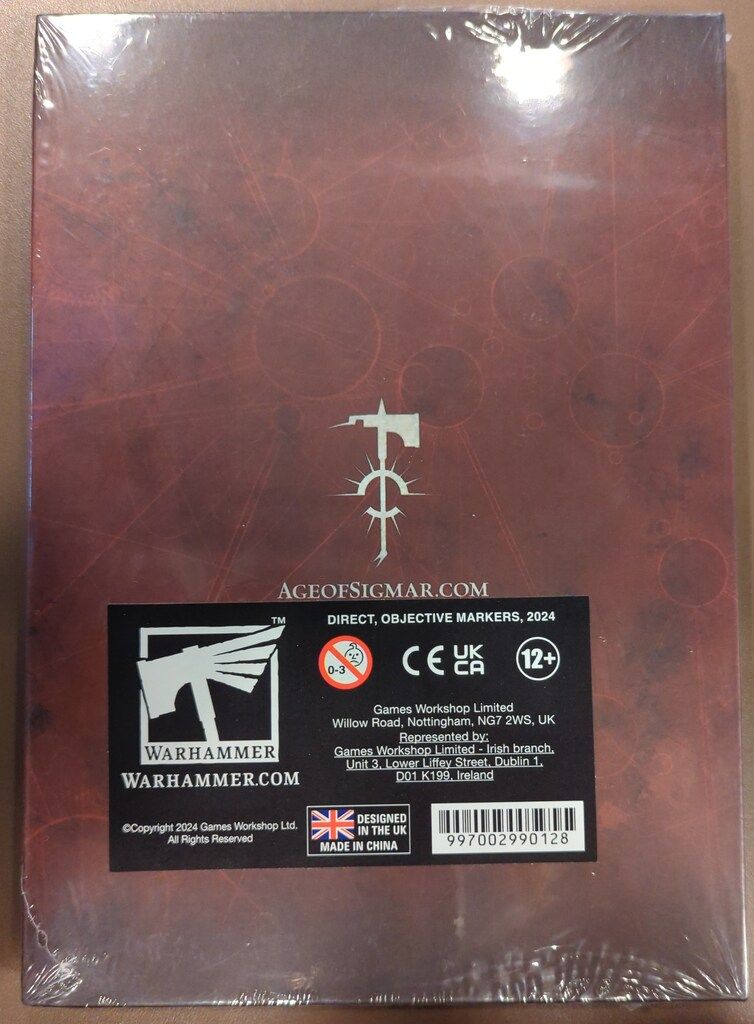 AGEOFSIGMAR.COM
DIRECT, OBJECTIVE MARKERS, 2024
TM
0-3
CE
UK
CA
12+
WARHAMMER
WARHAMMER.COM
Games Workshop Limited
Willow Road, Nottingham, NG7 2WS, UK
Represented by:
Games Workshop Limited - Irish branch,
Unit 3, Lower Liffey Street, Dublin 1,
D01 K199, Ireland
©Copyright 2024 Games Workshop Ltd.
All Rights Reserved
DESIGNED
IN THE UK
MADE IN CHINA
997002990128